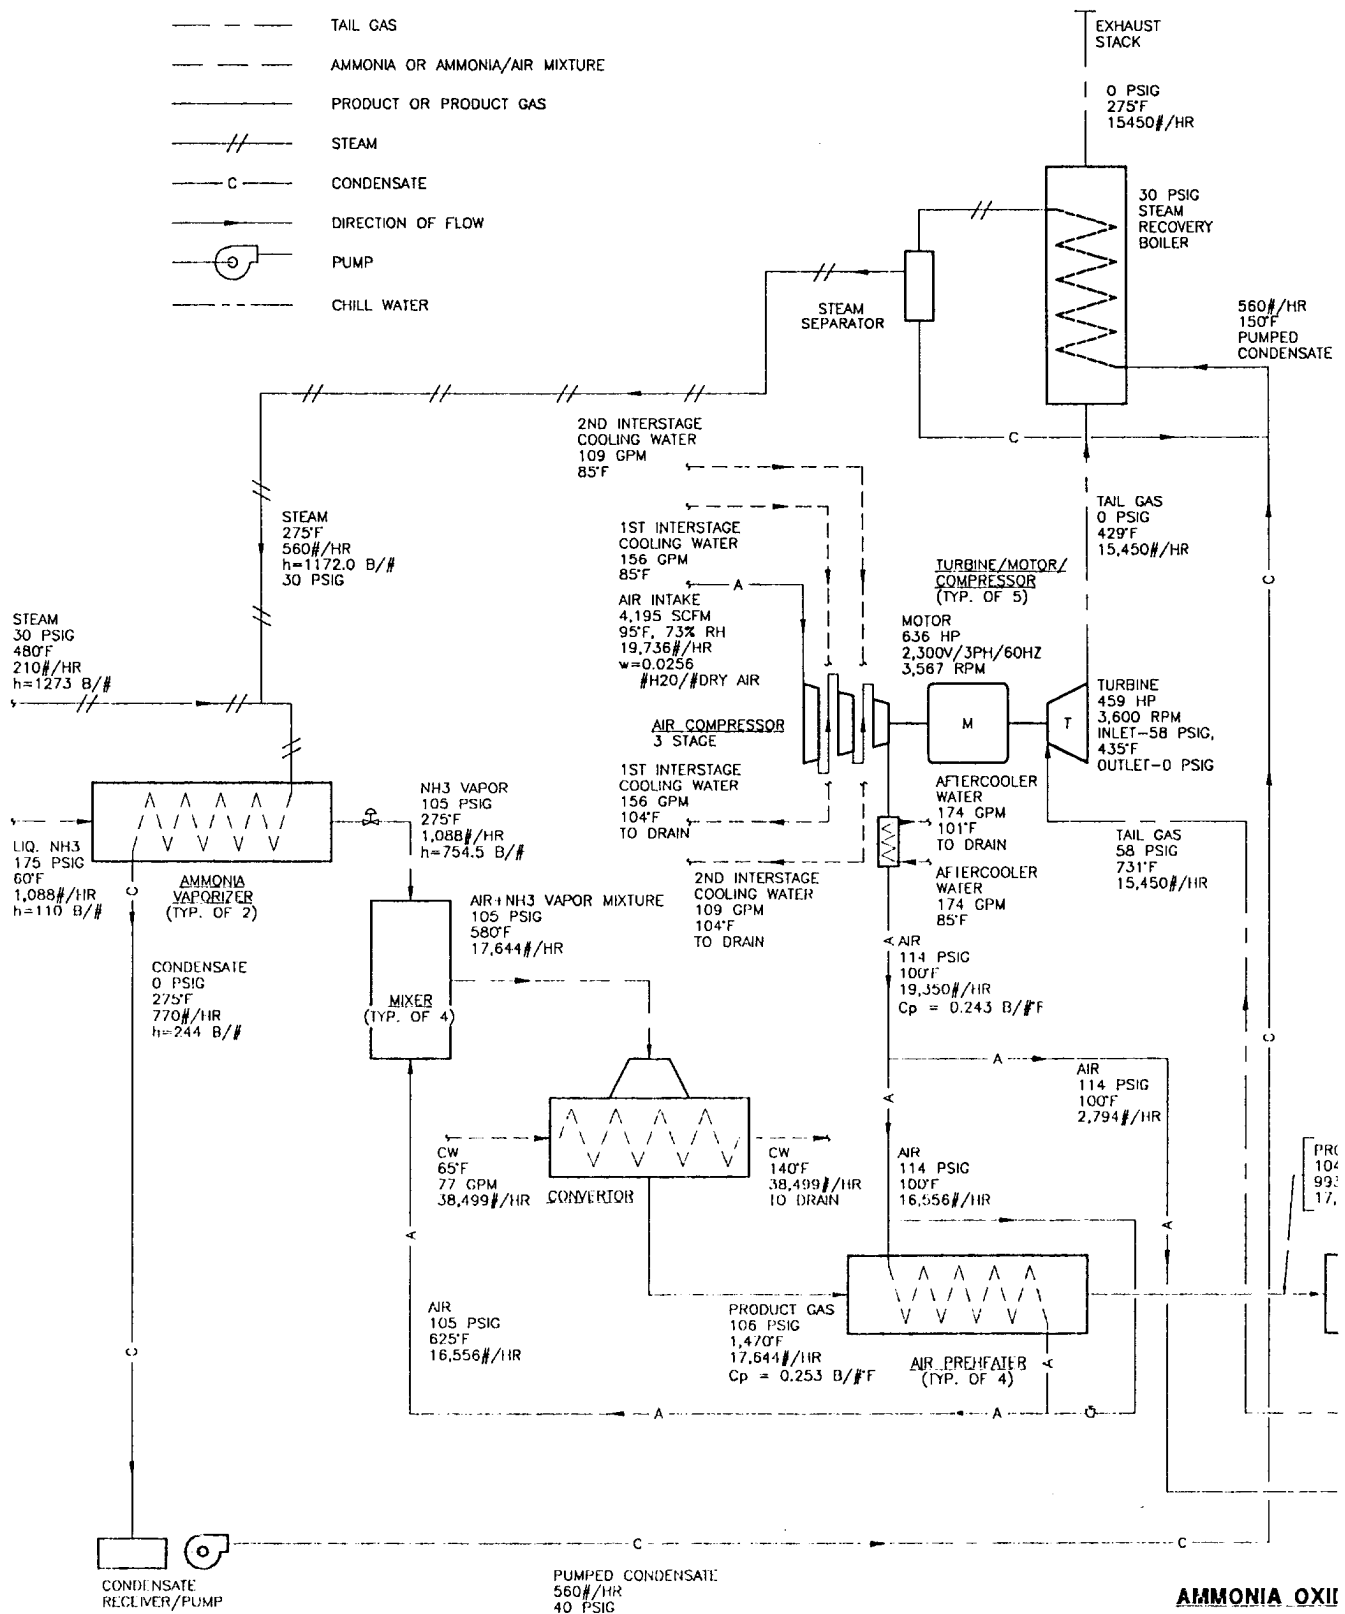 TAIL GAS
AMMONIA OR AMMONIA/AIR MIXTURE
PRODUCT OR PRODUCT GAS
STEAM
C
CONDENSATE
DIRECTION OF FLOW
PUMP
CHILL WATER
EXHAUST
STACK
0 PSIG
275°F
15450#/HR
30 PSIG
STEAM
RECOVERY
BOILER
STEAM
SEPARATOR
560#/HR
150°F
PUMPED
CONDENSATE
C
2ND INTERSTAGE
COOLING WATER
109 GPM
85°F
STEAM
275°F
560#/HR
h=1172.0 B/#
30 PSIG
1ST INTERSTAGE
COOLING WATER
156 GPM
85°F
A
AIR INTAKE
4,195 SCFM
95°F, 73% RH
19,736#/HR
w=0.0256
#H20/#DRY AIR
TAIL GAS
0 PSIG
429°F
15,450#/HR
C
TURBINE/MOTOR/
COMPRESSOR
(TYP. OF 5)
MOTOR
636 HP
2,300V/3PH/60HZ
3,567 RPM
STEAM
30 PSIG
480°F
210#/HR
h=1273 B/#
AIR COMPRESSOR
3 STAGE
M
T
TURBINE
459 HP
3,600 RPM
INLET-58 PSIG,
435°F
OUTLET-0 PSIG
1ST INTERSTAGE
COOLING WATER
156 GPM
104°F
TO DRAIN
AFTERCOOLER
WATER
174 GPM
101°F
TO DRAIN
NH3 VAPOR
105 PSIG
275°F
1,088#/HR
h=754.5 B/#
LIQ. NH3
175 PSIG
60°F
1,088#/HR
h=110 B/#
C
AMMONIA
VAPORIZER
(TYP. OF 2)
TAIL GAS
58 PSIG
731°F
15,450#/HR
2ND INTERSTAGE
COOLING WATER
109 GPM
104°F
TO DRAIN
AFTERCOOLER
WATER
174 GPM
85°F
AIR+NH3 VAPOR MIXTURE
105 PSIG
580°F
17,644#/HR
A
AIR
114 PSIG
100°F
19,350#/HR
Cp = 0.243 B/#°F
CONDENSATE
0 PSIG
275°F
770#/HR
h=244 B/#
MIXER
(TYP. OF 4)
C
A
AIR
114 PSIG
100°F
2,794#/HR
A
CW
65°F
77 GPM
38,499#/HR
CONVERTOR
CW
140°F
38,499#/HR
TO DRAIN
AIR
114 PSIG
100°F
16,556#/HR
PRO
104
993
17,
A
A
AIR
105 PSIG
625°F
16,556#/HR
PRODUCT GAS
106 PSIG
1,470°F
17,644#/HR
Cp = 0.253 B/#°F
AIR PREHEATER
(TYP. OF 4)
A
C
A
A
C
C
CONDENSATE
RECEIVER/PUMP
PUMPED CONDENSATE
560#/HR
40 PSIG
AMMONIA OXI